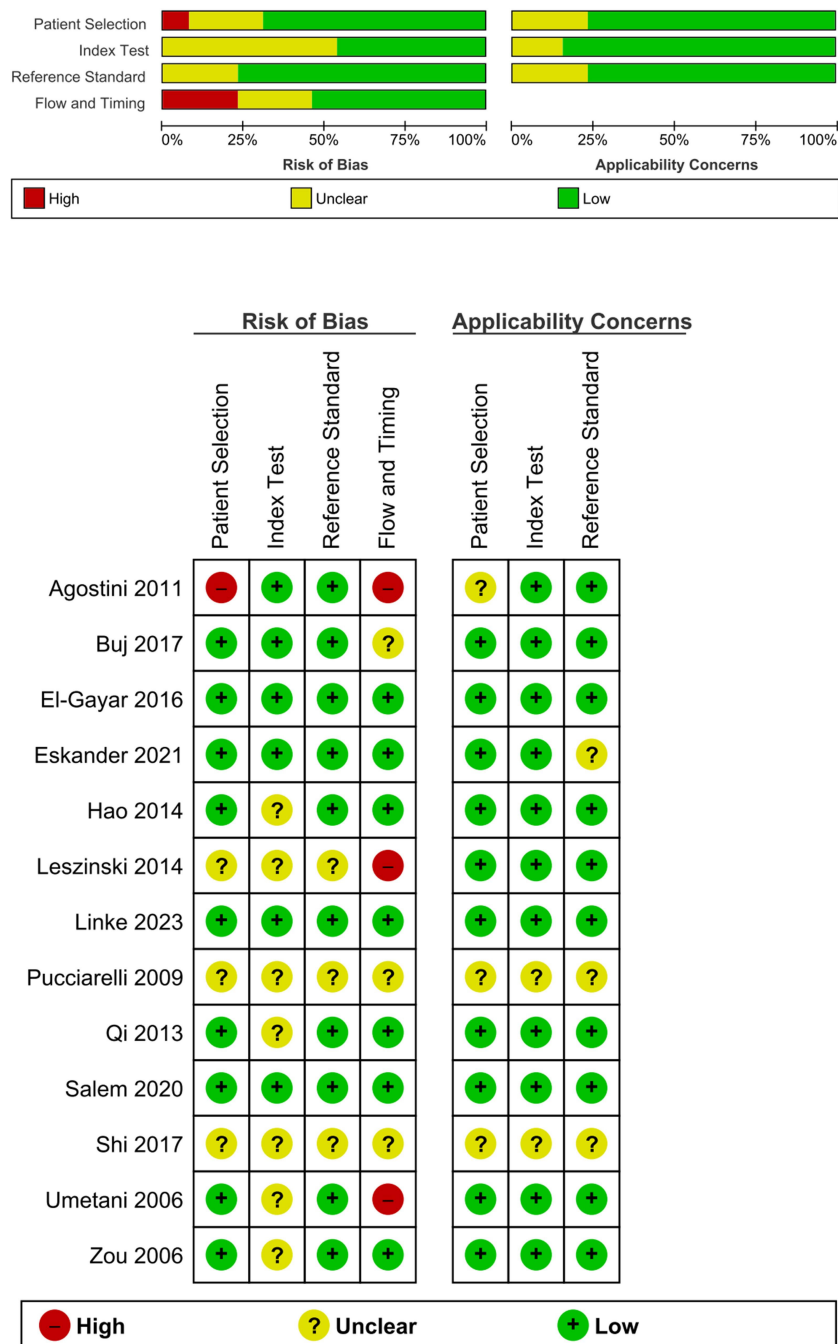 Patient Selection
Index Test
Reference Standard
Flow and Timing
0% 25% 50% 75% 100% 0% 25% 50% 75% 100%
Risk of Bias Applicability Concerns
High Unclear Low
Risk of Bias Applicability Concerns
Patient Selection Index Test Reference Standard Flow and Timing Patient Selection Index Test Reference Standard
Agostini 2011 – + + – ? + +
Buj 2017 + + + ? + + +
El-Gayar 2016 + + + + + + +
Eskander 2021 + + + + + + ?
Hao 2014 + ? + + + + +
Leszinski 2014 ? ? ? – + + +
Linke 2023 + + + + + + +
Pucciarelli 2009 ? ? ? ? ? ? ?
Qi 2013 + ? + + + + +
Salem 2020 + + + + + + +
Shi 2017 ? ? ? ? ? ? ?
Umetani 2006 + ? + – + + +
Zou 2006 + ? + + + + +
– High ? Unclear + Low